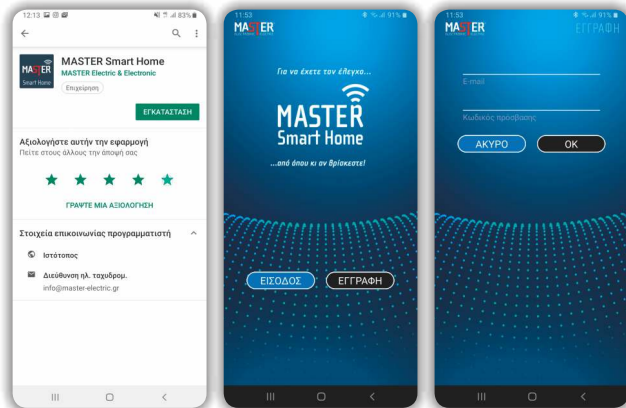 12:13
83%
MASTER
Smart Home
MASTER Smart Home
MASTER Electric & Electronic
Επιχείρηση
ΕΓΚΑΤΑΣΤΑΣΗ
Αξιολογήστε αυτήν την εφαρμογή
Πείτε στους άλλους την άποψή σας
ΓΡΑΨΤΕ ΜΙΑ ΑΞΙΟΛΟΓΗΣΗ
Στοιχεία επικοινωνίας προγραμματιστή
Ιστότοπος
Διεύθυνση ηλ. ταχυδρομ.
info@master-electric.gr
11:53
91%
MASTER
Για να έχετε τον έλεγχο...
MASTER
Smart Home
...από όπου κι αν βρίσκεστε!
ΕΙΣΟΔΟΣ
ΕΓΓΡΑΦΗ
11:53
91%
MASTER
ΕΓΓΡΑΦΗ
E-mail
Κωδικός πρόσβασης
ΑΚΥΡΟ
OK